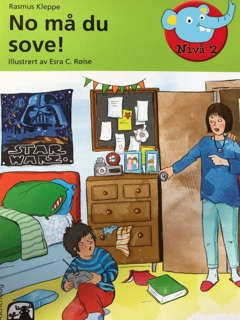 Rasmus Kleppe
No må du
sove!
Illustrert av Esra C. Røise
Nivå 2
STAR
WARS